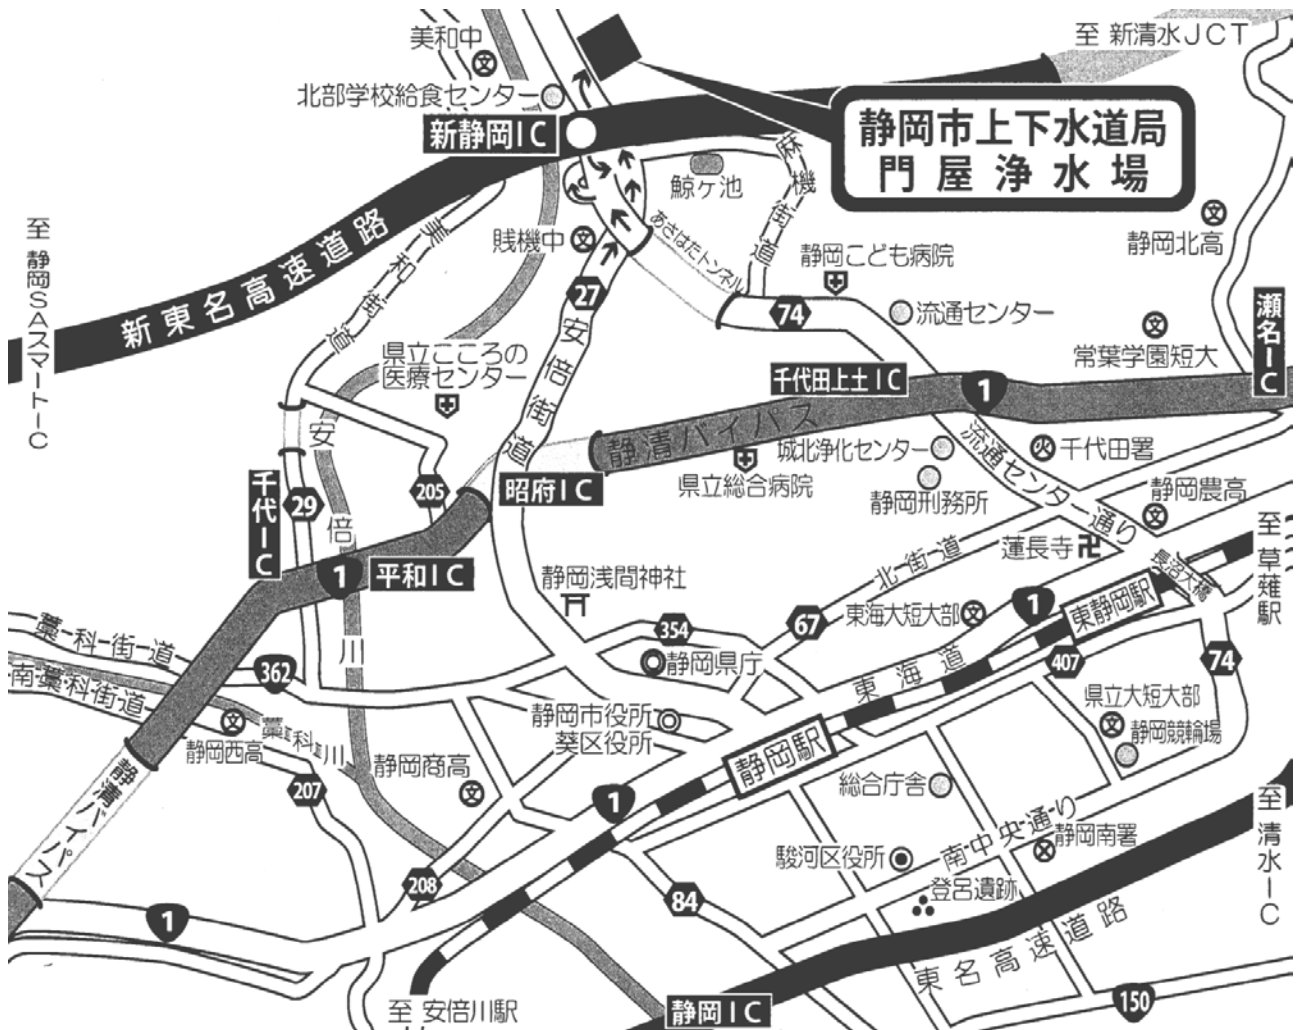 美和中
至 新清水JCT
北部学校給食センター
新静岡IC
静岡市上下水道局
門屋浄水場
麻機街道
鯨ヶ池
至 静岡SAスマートIC
新東名高速道路
美和街道
賎機中
あさはたトンネル
静岡こども病院
静岡北高
27
74
流通センター
瀬名IC
安倍街道
常葉学園短大
県立こころの
医療センター
千代田上土IC
1
静清バイパス
城北浄化センター
流通センター通り
千代田署
県立総合病院
静岡刑務所
静岡農高
昭府IC
205
29
千代IC
安倍川
平和IC
1
静岡浅間神社
北街道
蓮長寺
長沼大橋
至 草薙駅
東静岡駅
東海大短大部
1
67
354
静岡県庁
藁科街道
南藁科街道
362
407
74
東海道
県立大短大部
静岡競輪場
静岡市役所
葵区役所
静岡西高
藁科川
静岡商高
静岡駅
総合庁舎
207
1
静清バイパス
至 清水IC
南中央通り
静岡南署
駿河区役所
登呂遺跡
208
84
1
東名高速道路
至 安倍川駅
静岡IC
150